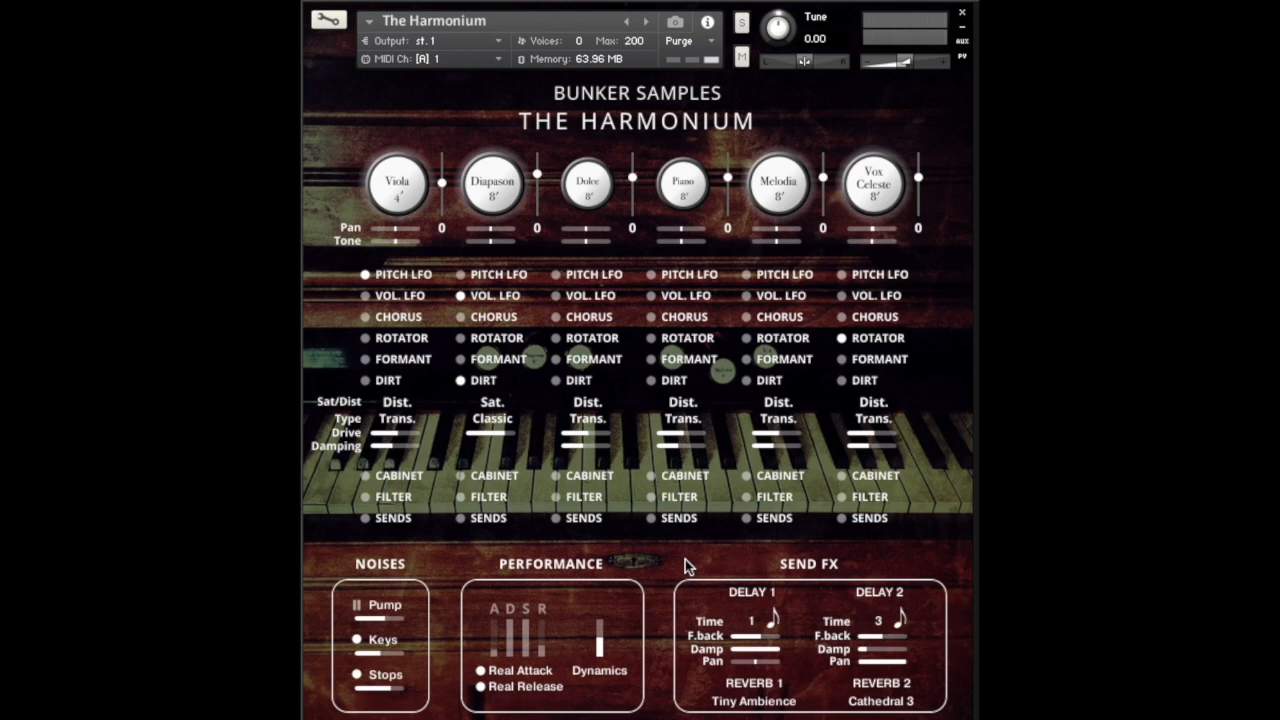 The Harmonium
Output: st. 1 Voices: 0 Max: 200 Purge
MIDI Ch: [A] 1 Memory: 63.96 MB
S
M
Tune
0.00
L R
- +
x
-
AUX
PV
BUNKER SAMPLES
THE HARMONIUM
Viola 4' Diapason 8' Dolce 8' Piano 8' Melodia 8' Vox Celeste 8'
Pan 0 0 0 0 0 0
Tone
PITCH LFO PITCH LFO PITCH LFO PITCH LFO PITCH LFO PITCH LFO
VOL. LFO VOL. LFO VOL. LFO VOL. LFO VOL. LFO VOL. LFO
CHORUS CHORUS CHORUS CHORUS CHORUS CHORUS
ROTATOR ROTATOR ROTATOR ROTATOR ROTATOR ROTATOR
FORMANT FORMANT FORMANT FORMANT FORMANT FORMANT
DIRT DIRT DIRT DIRT DIRT DIRT
Sat/Dist Dist. Sat. Dist. Dist. Dist. Dist.
Type Trans. Classic Trans. Trans. Trans. Trans.
Drive
Damping
CABINET CABINET CABINET CABINET CABINET CABINET
FILTER FILTER FILTER FILTER FILTER FILTER
SENDS SENDS SENDS SENDS SENDS SENDS
NOISES
Pump
Keys
Stops
PERFORMANCE
A D S R
Real Attack Dynamics
Real Release
SEND FX
DELAY 1 DELAY 2
Time 1 Time 3
F.back F.back
Damp Damp
Pan Pan
REVERB 1 REVERB 2
Tiny Ambience Cathedral 3